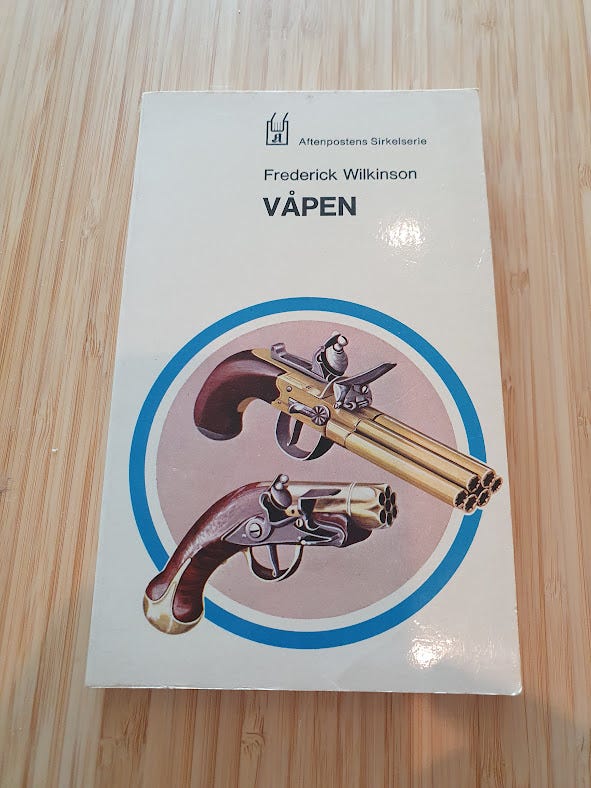 Aftenpostens Sirkelserie
Frederick Wilkinson
VÅPEN